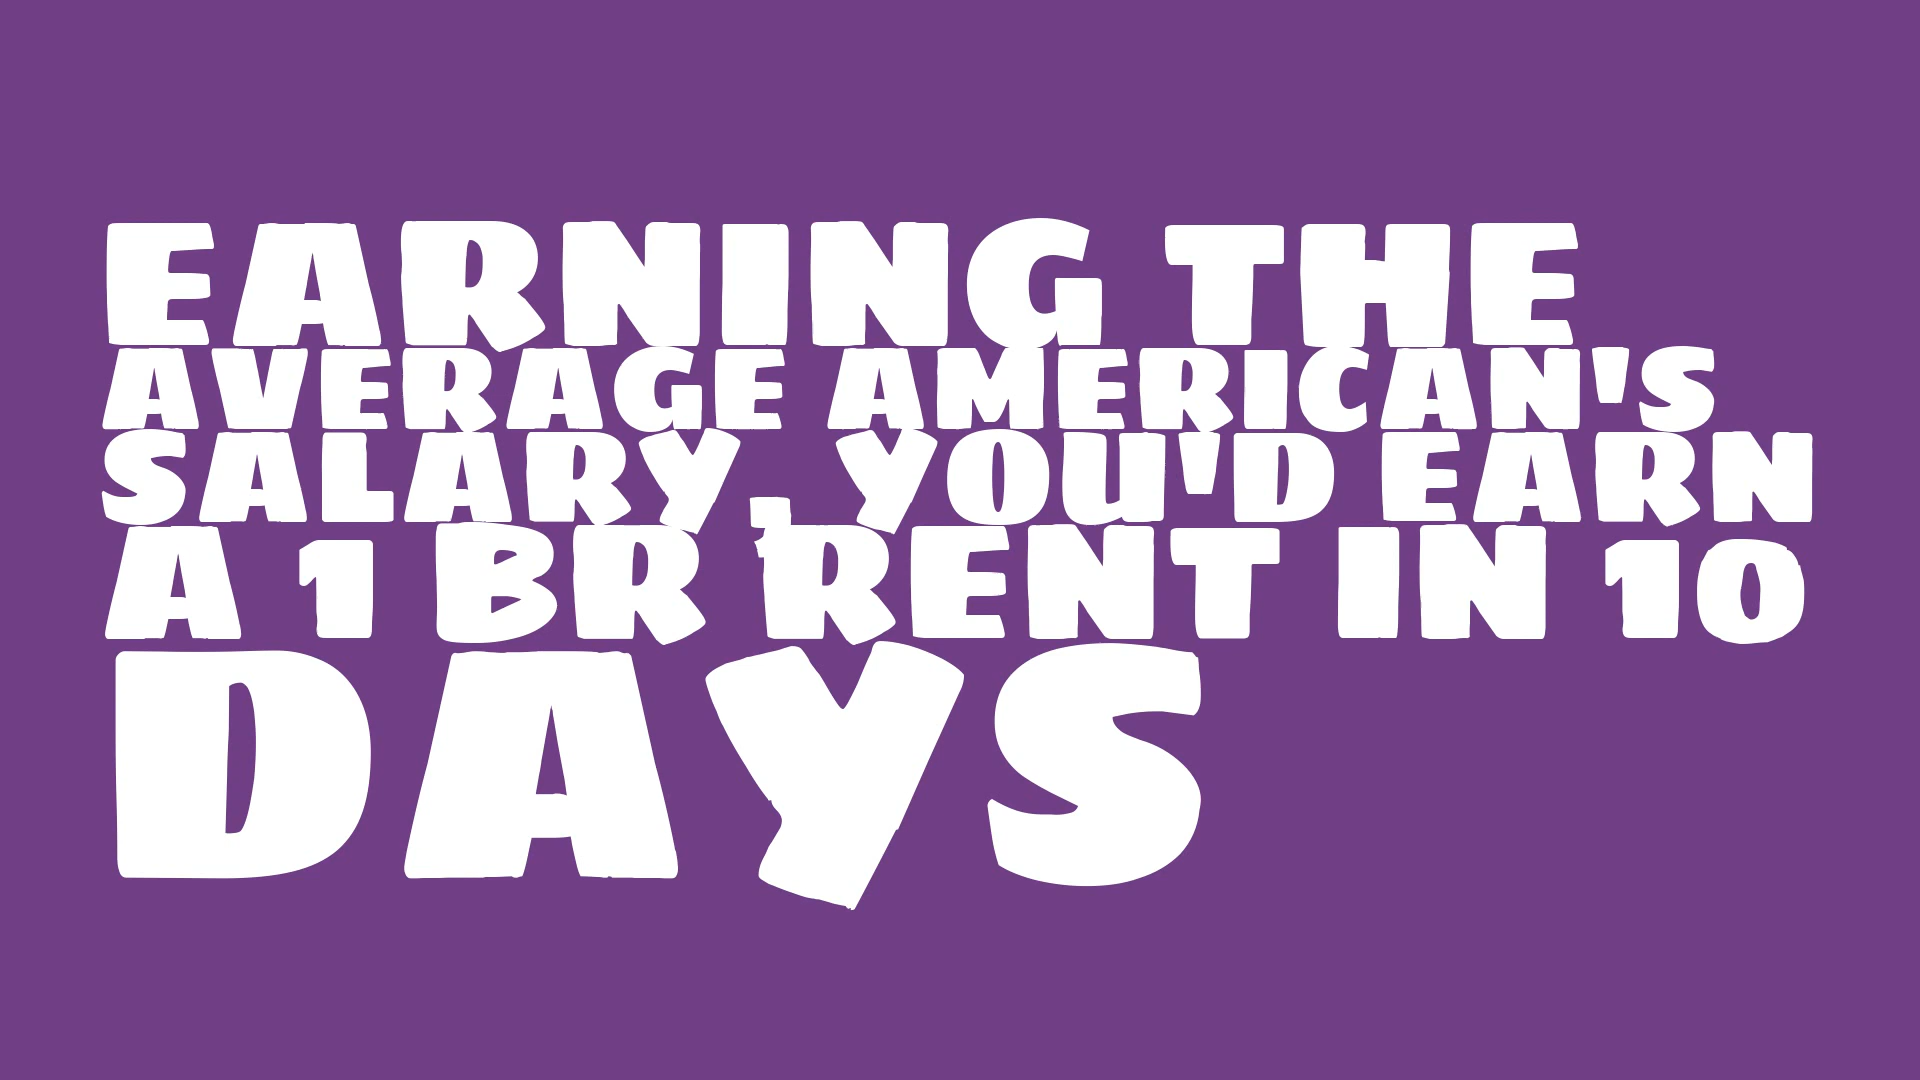 EARNING THE
AVERAGE AMERICAN'S
SALARY, YOU'D EARN
A 1 BR RENT IN 10
DAYS